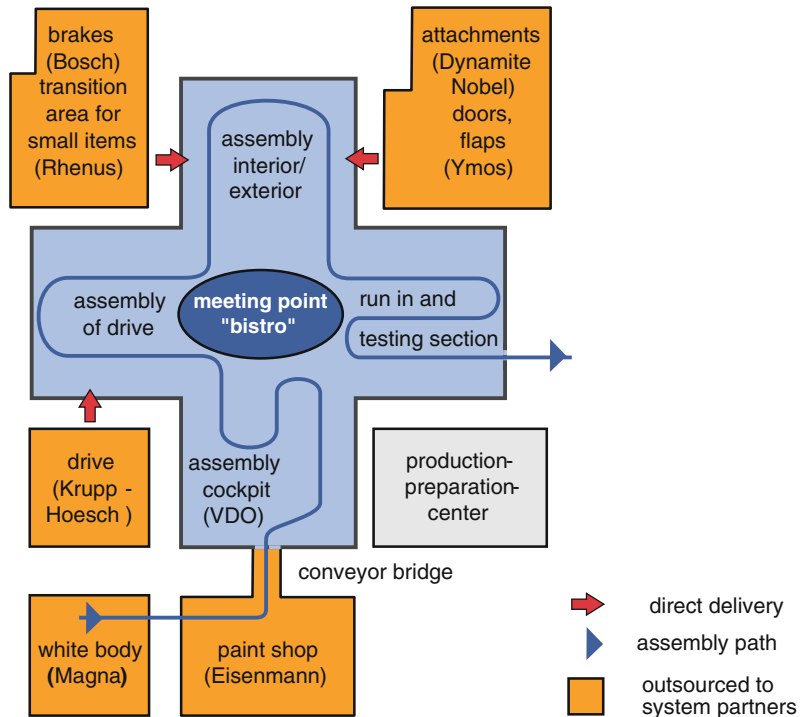 brakes
(Bosch)
transition
area for
small items
(Rhenus)
attachments
(Dynamite
Nobel)
doors,
flaps
(Ymos)
assembly
interior/
exterior
assembly
of drive
meeting point
"bistro"
run in and
testing section
drive
(Krupp -
Hoesch )
assembly
cockpit
(VDO)
production-
preparation-
center
conveyor bridge
white body
(Magna)
paint shop
(Eisenmann)
direct delivery
assembly path
outsourced to
system partners